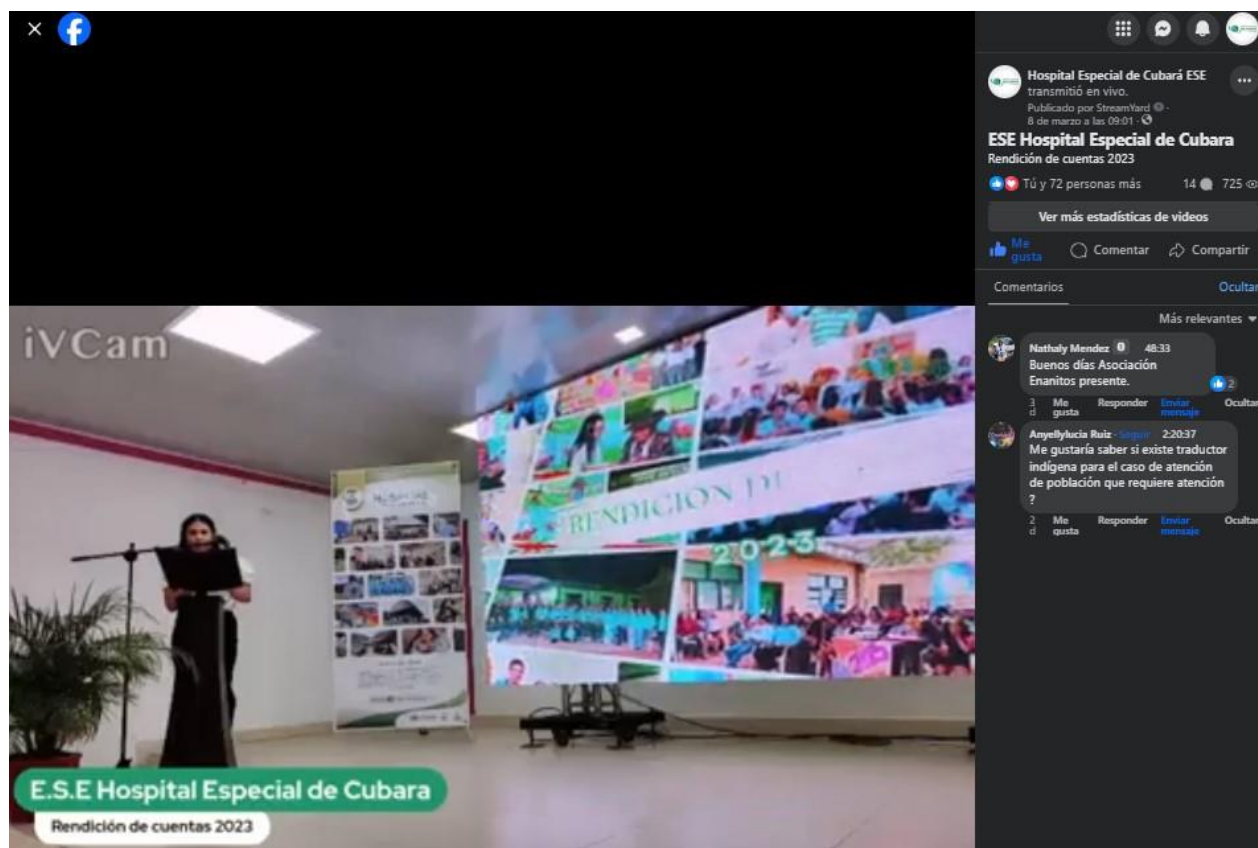 Hospital Especial de Cubará ESE
transmitió en vivo.
Publicado por StreamYard
8 de marzo a las 09:01
ESE Hospital Especial de Cubara
Rendición de cuentas 2023
Tú y 72 personas más 14 725
Ver más estadísticas de videos
Me gusta Comentar Compartir
Comentarios Ocultar
Más relevantes
Nathaly Mendez 48:33
Buenos días Asociación
Enanitos presente.
2
3 d Me gusta Responder Enviar mensaje Ocultar
Anyellylucia Ruiz · Seguir 2:20:37
Me gustaría saber si existe traductor
indígena para el caso de atención
de población que requiere atención
?
2 d Me gusta Responder Enviar mensaje Ocultar
iVCam
HOSPITAL
RENDICION DE
2023
E.S.E Hospital Especial de Cubara
Rendición de cuentas 2023